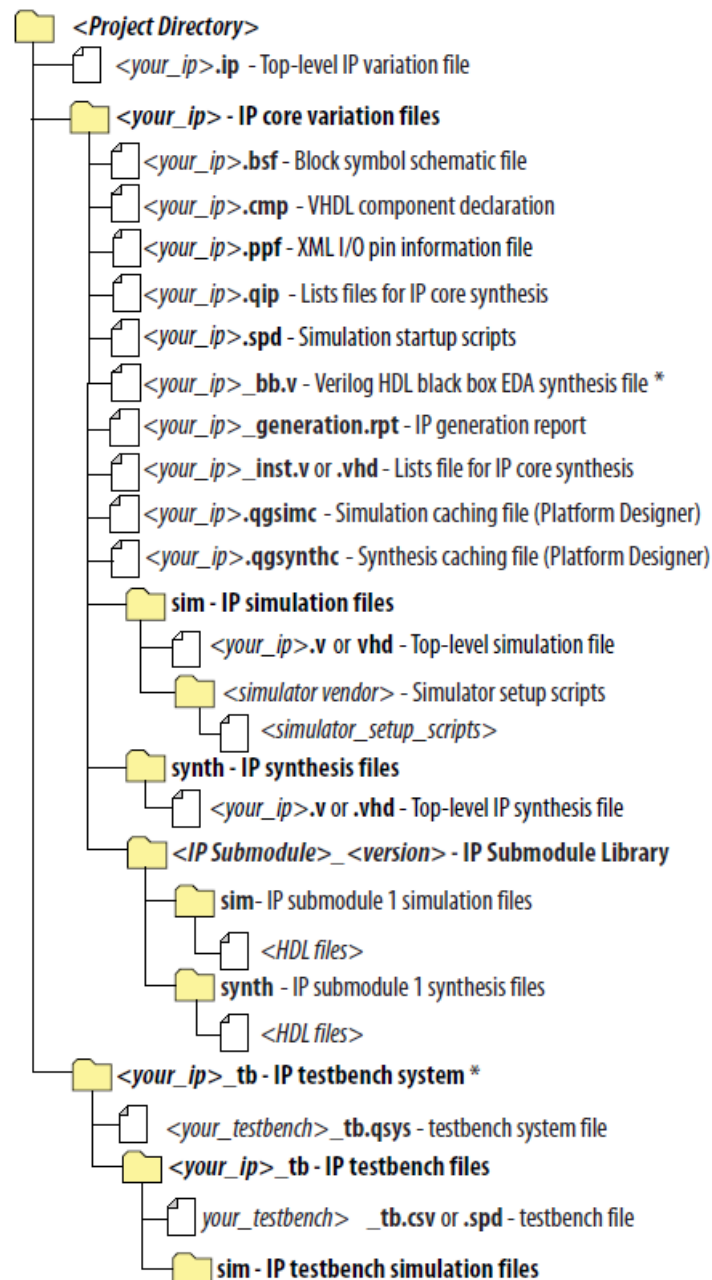 <Project Directory>
<your_ip>.ip - Top-level IP variation file
<your_ip> - IP core variation files
<your_ip>.bsf - Block symbol schematic file
<your_ip>.cmp - VHDL component declaration
<your_ip>.ppf - XML I/O pin information file
<your_ip>.qip - Lists files for IP core synthesis
<your_ip>.spd - Simulation startup scripts
<your_ip>_bb.v - Verilog HDL black box EDA synthesis file *
<your_ip>_generation.rpt - IP generation report
<your_ip>_inst.v or .vhd - Lists file for IP core synthesis
<your_ip>.qgsimc - Simulation caching file (Platform Designer)
<your_ip>.qgsynthc - Synthesis caching file (Platform Designer)
sim - IP simulation files
<your_ip>.v or vhd - Top-level simulation file
<simulator vendor> - Simulator setup scripts
<simulator_setup_scripts>
synth - IP synthesis files
<your_ip>.v or .vhd - Top-level IP synthesis file
<IP Submodule>_<version> - IP Submodule Library
sim- IP submodule 1 simulation files
<HDL files>
synth - IP submodule 1 synthesis files
<HDL files>
<your_ip>_tb - IP testbench system *
<your_testbench>_tb.qsys - testbench system file
<your_ip>_tb - IP testbench files
your_testbench> _tb.csv or .spd - testbench file
sim - IP testbench simulation files